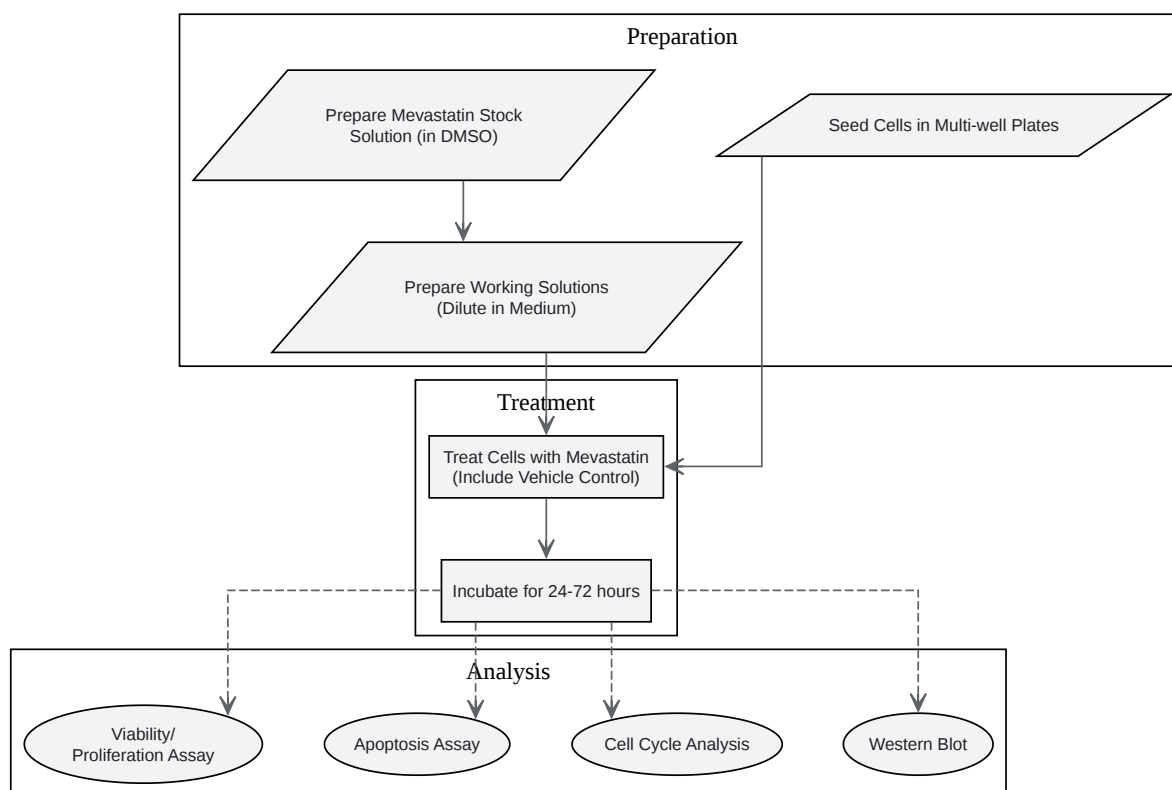 Preparation
Prepare Mevastatin Stock
Solution (in DMSO)
Seed Cells in Multi-well Plates
Prepare Working Solutions
(Dilute in Medium)
Treatment
Treat Cells with Mevastatin
(Include Vehicle Control)
Incubate for 24-72 hours
Analysis
Viability/
Proliferation Assay
Apoptosis Assay
Cell Cycle Analysis
Western Blot